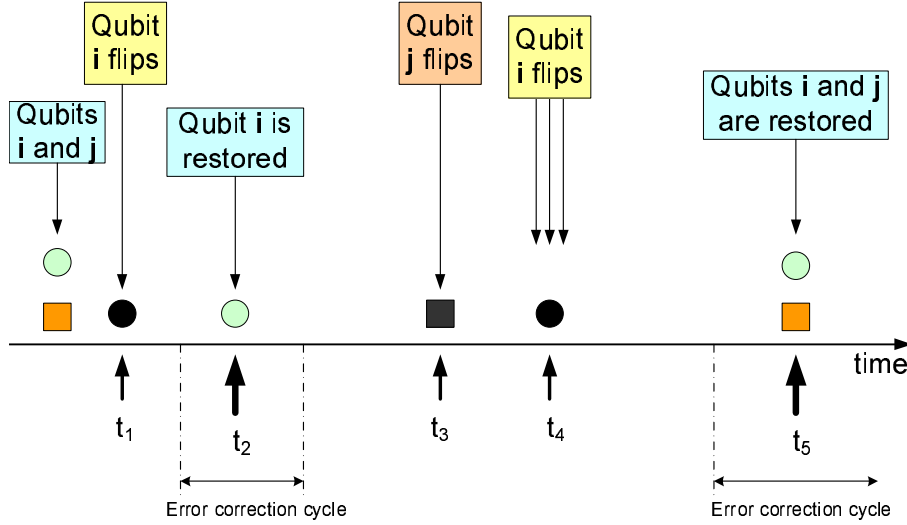 Qubit
i flips
Qubit
j flips
Qubit
i flips
Qubits
i and j
Qubit i is
restored
Qubits i and j
are restored
time
t1
t2
t3
t4
t5
Error correction cycle
Error correction cycle